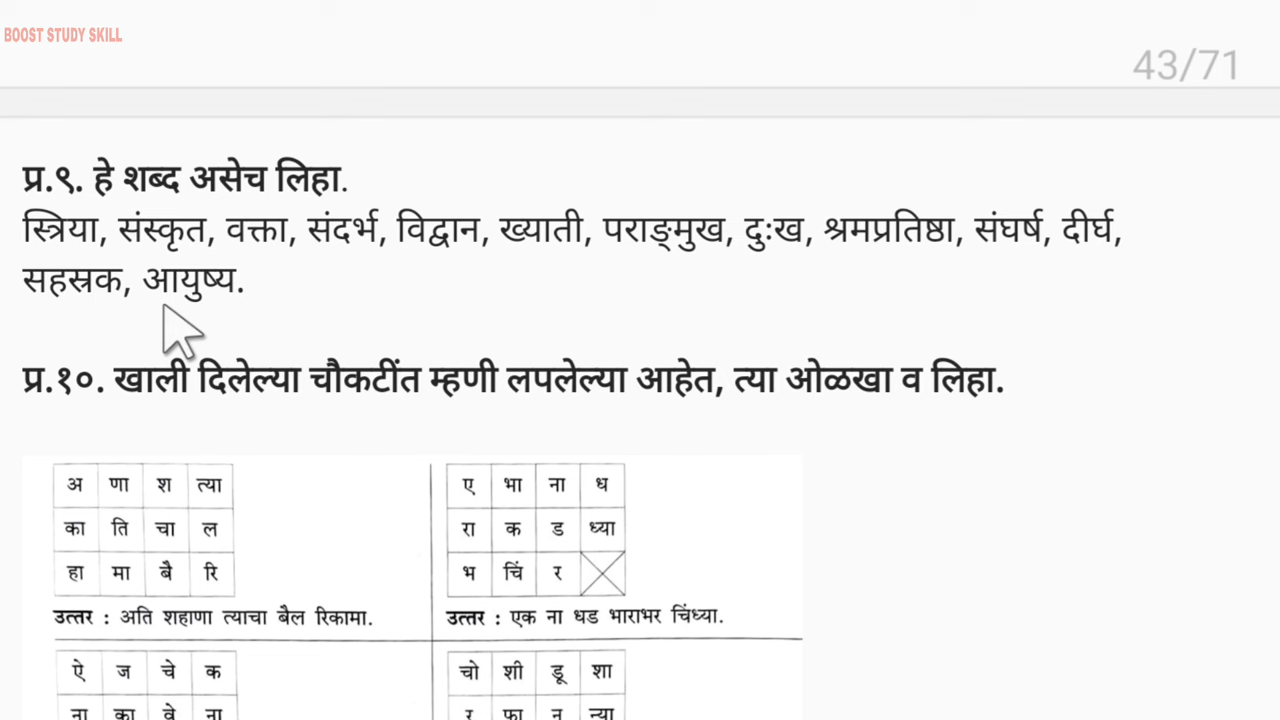 BOOST STUDY SKILL
43/71
प्र.९. हे शब्द असेच लिहा.
स्त्रिया, संस्कृत, वक्ता, संदर्भ, विद्वान, ख्याती, पराङ्मुख, दुःख, श्रमप्रतिष्ठा, संघर्ष, दीर्घ,
सहस्रक, आयुष्य.
प्र.१०. खाली दिलेल्या चौकटींत म्हणी लपलेल्या आहेत, त्या ओळखा व लिहा.
अ णा श त्या
का ति चा ल
हा मा बै रि
उत्तर : अति शहाणा त्याचा बैल रिकामा.
ए भा ना ध
रा क ड ध्या
भ चिं र
उत्तर : एक ना धड भाराभर चिंध्या.
ऐ ज चे क
ना का वे ना
चो शी डू शा
र फा न न्या